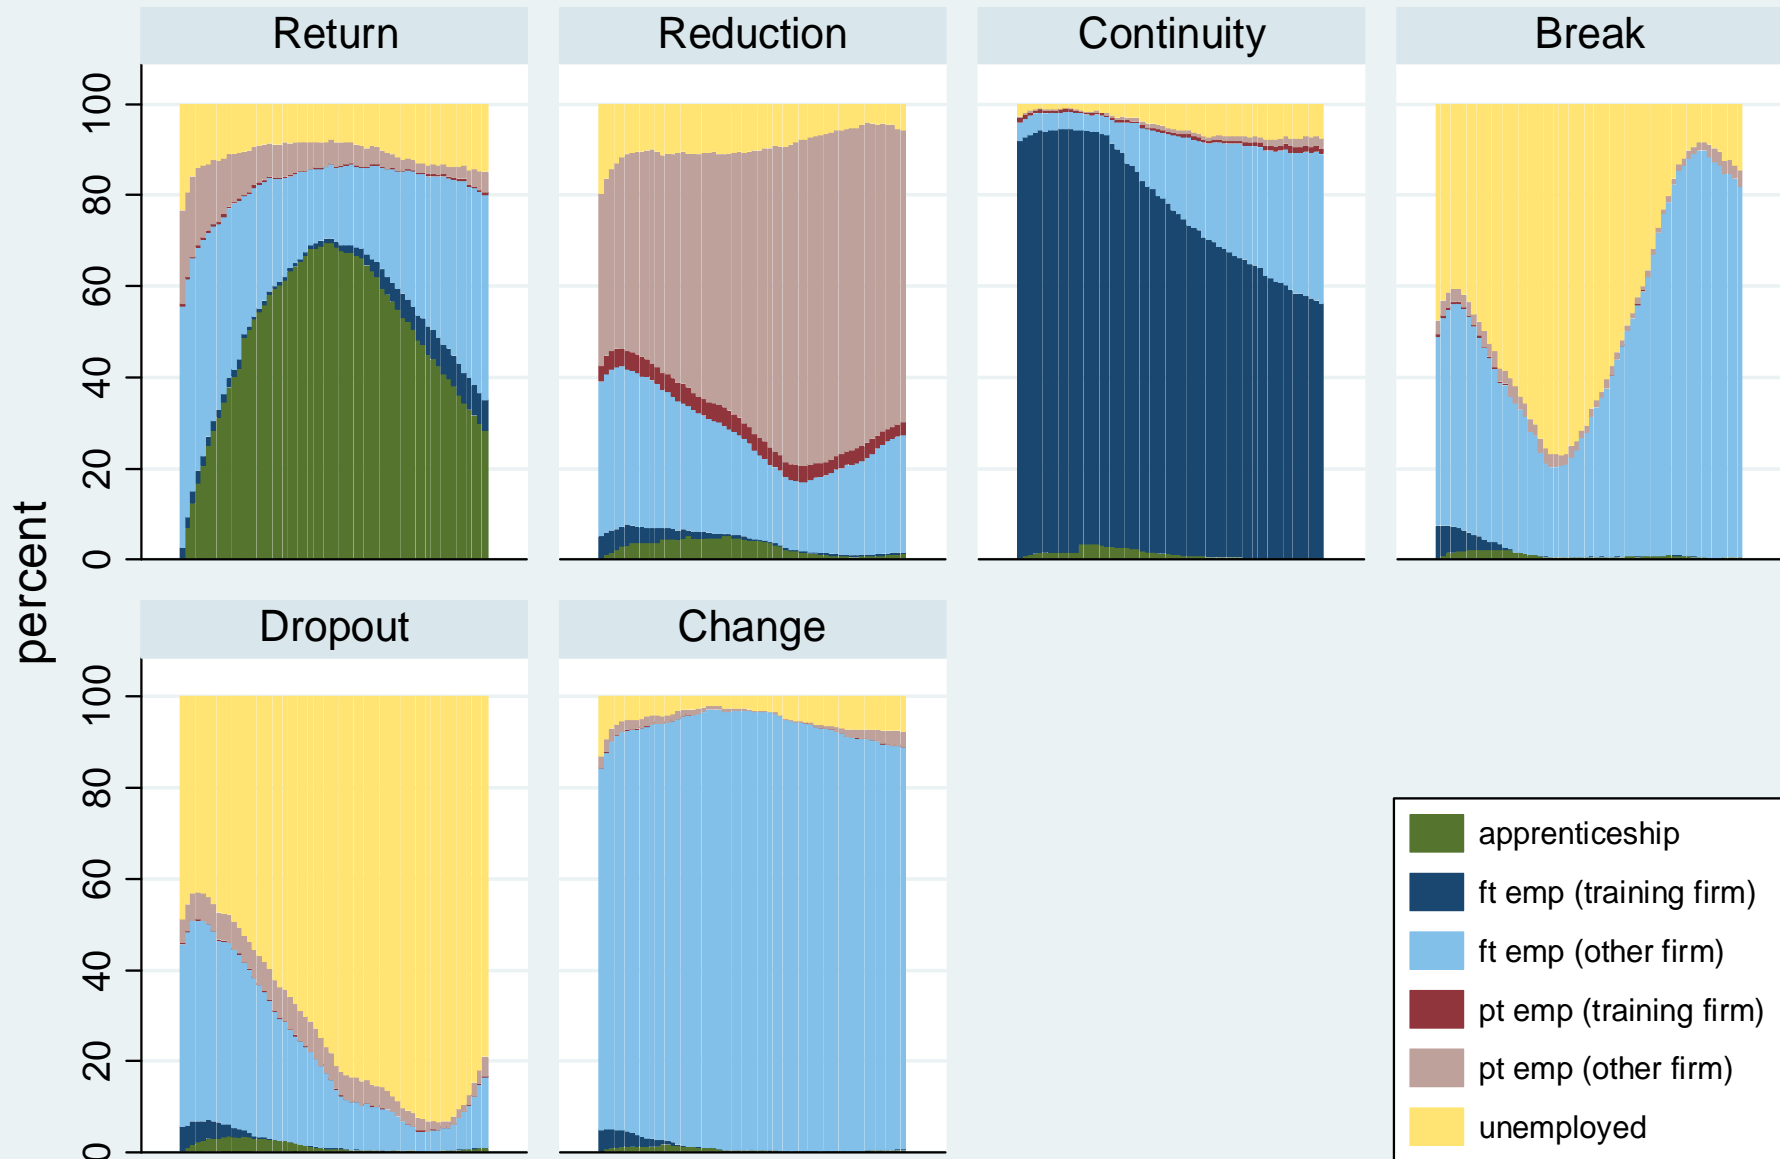 Return
Reduction
Continuity
Break
100
80
60
40
20
0
percent
Dropout
Change
100
80
60
40
20
0
apprenticeship
ft emp (training firm)
ft emp (other firm)
pt emp (training firm)
pt emp (other firm)
unemployed